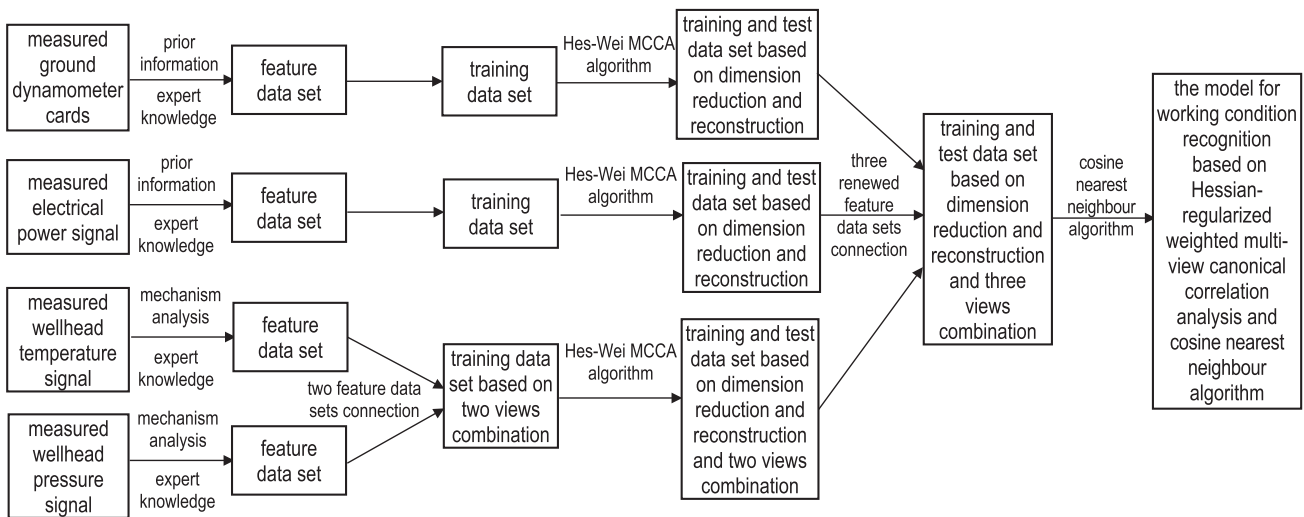 measured
ground
dynamometer
cards
prior
information
expert
knowledge
feature
data set
training
data set
Hes-Wei MCCA
algorithm
training and test
data set based
on dimension
reduction and
reconstruction
measured
electrical
power signal
prior
information
expert
knowledge
feature
data set
training
data set
Hes-Wei MCCA
algorithm
training and test
data set based
on dimension
reduction and
reconstruction
three
renewed
feature
data sets
connection
measured
wellhead
temperature
signal
mechanism
analysis
expert
knowledge
feature
data set
measured
wellhead
pressure
signal
mechanism
analysis
expert
knowledge
feature
data set
two feature data
sets connection
training data
set based on
two views
combination
Hes-Wei MCCA
algorithm
training and test
data set based
on dimension
reduction and
reconstruction
and two views
combination
training and
test data set
based on
dimension
reduction and
reconstruction
and three
views
combination
cosine
nearest
neighbour
algorithm
the model for
working condition
recognition
based on
Hessian-
regularized
weighted multi-
view canonical
correlation
analysis and
cosine nearest
neighbour
algorithm